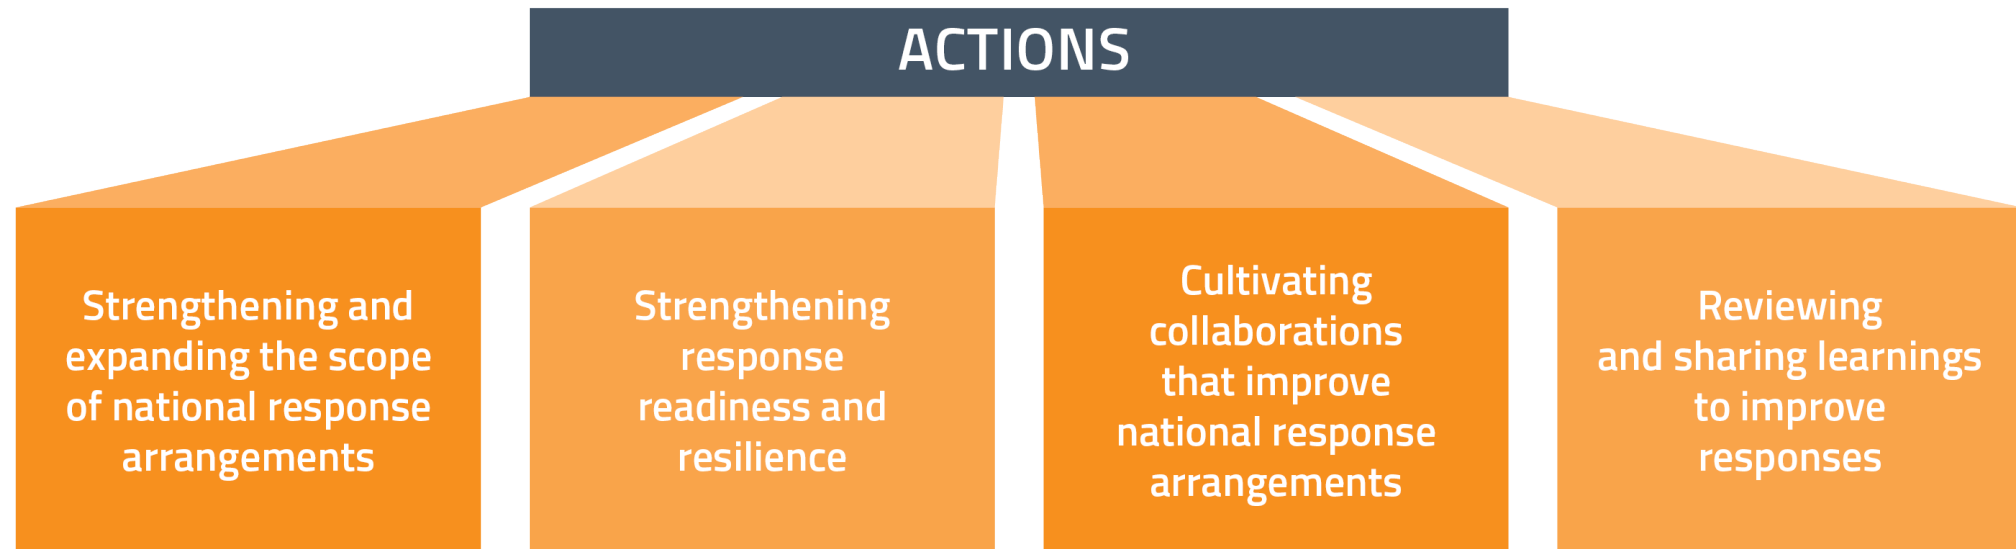 ACTIONS
Strengthening and
expanding the scope
of national response
arrangements
Strengthening
response
readiness and
resilience
Cultivating
collaborations
that improve
national response
arrangements
Reviewing
and sharing learnings
to improve
responses